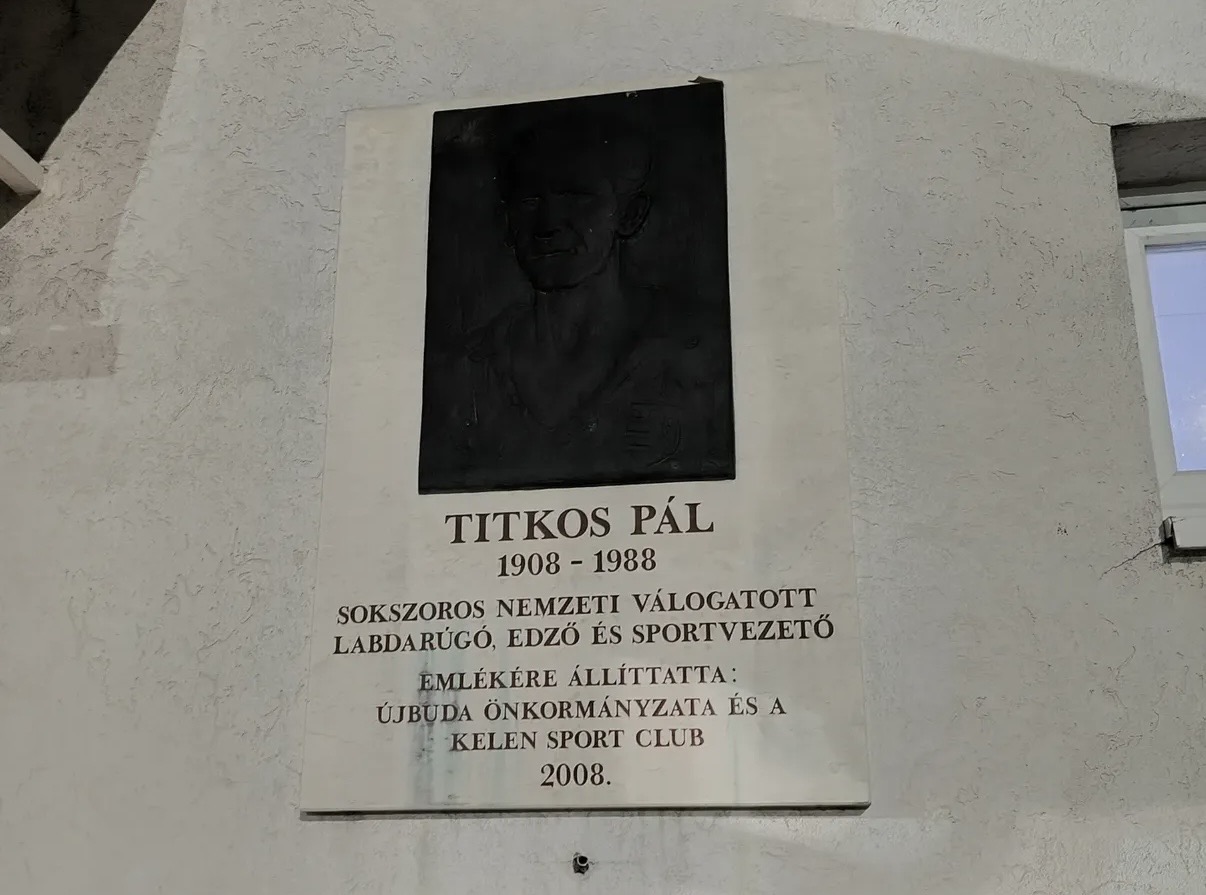 TITKOS PÁL
1908 - 1988
SOKSZOROS NEMZETI VÁLOGATOTT
LABDARÚGÓ, EDZŐ ÉS SPORTVEZETŐ
EMLÉKÉRE ÁLLÍTTATTA:
ÚJBUDA ÖNKORMÁNYZATA ÉS A
KELEN SPORT CLUB
2008.